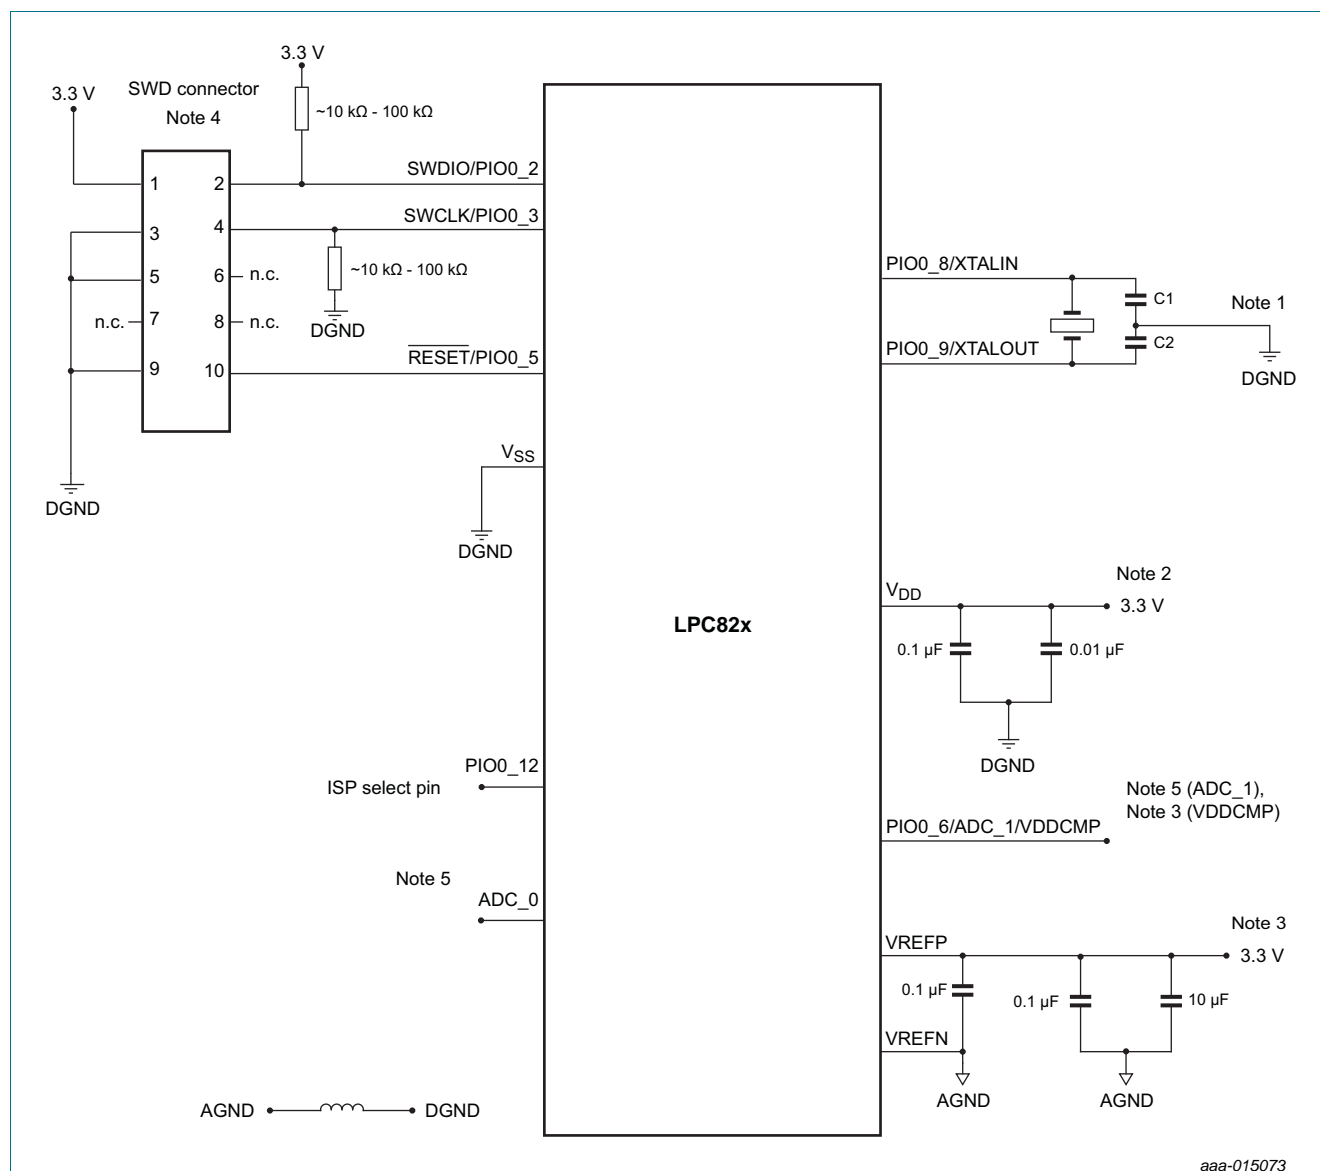 3.3 V
3.3 V
SWD connector
Note 4
~10 kΩ - 100 kΩ
1
2
SWDIO/PIO0_2
3
4
SWCLK/PIO0_3
5
6
n.c.
~10 kΩ - 100 kΩ
DGND
n.c.
7
8
n.c.
9
10
RESET/PIO0_5
DGND
VSS
DGND
LPC82x
PIO0_12
ISP select pin
Note 5
ADC_0
AGND
DGND
PIO0_8/XTALIN
C1
Note 1
PIO0_9/XTALOUT
C2
DGND
Note 2
VDD
3.3 V
0.1 µF
0.01 µF
DGND
Note 5 (ADC_1),
Note 3 (VDDCMP)
PIO0_6/ADC_1/VDDCMP
Note 3
VREFP
3.3 V
0.1 µF
0.1 µF
10 µF
VREFN
AGND
AGND
aaa-015073